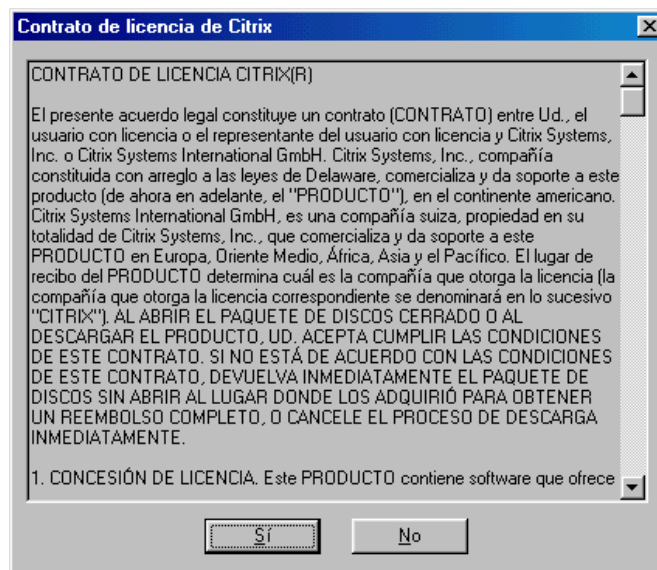 Contrato de licencia de Citrix
CONTRATO DE LICENCIA CITRIX(R)
El presente acuerdo legal constituye un contrato (CONTRATO) entre Ud., el
usuario con licencia o el representante del usuario con licencia y Citrix Systems,
Inc. o Citrix Systems International GmbH. Citrix Systems, Inc., compañía
constituida con arreglo a las leyes de Delaware, comercializa y da soporte a este
producto (de ahora en adelante, el "PRODUCTO"), en el continente americano.
Citrix Systems International GmbH, es una compañía suiza, propiedad en su
totalidad de Citrix Systems, Inc., que comercializa y da soporte a este
PRODUCTO en Europa, Oriente Medio, África, Asia y el Pacífico. El lugar de
recibo del PRODUCTO determina cuál es la compañía que otorga la licencia (la
compañía que otorga la licencia correspondiente se denominará en lo sucesivo
"CITRIX"). AL ABRIR EL PAQUETE DE DISCOS CERRADO O AL
DESCARGAR EL PRODUCTO, UD. ACEPTA CUMPLIR LAS CONDICIONES
DE ESTE CONTRATO. SI NO ESTÁ DE ACUERDO CON LAS CONDICIONES
DE ESTE CONTRATO, DEVUELVA INMEDIATAMENTE EL PAQUETE DE
DISCOS SIN ABRIR AL LUGAR DONDE LOS ADQUIRIÓ PARA OBTENER
UN REEMBOLSO COMPLETO, O CANCELE EL PROCESO DE DESCARGA
INMEDIATAMENTE.
1. CONCESIÓN DE LICENCIA. Este PRODUCTO contiene software que ofrece
Sí
No